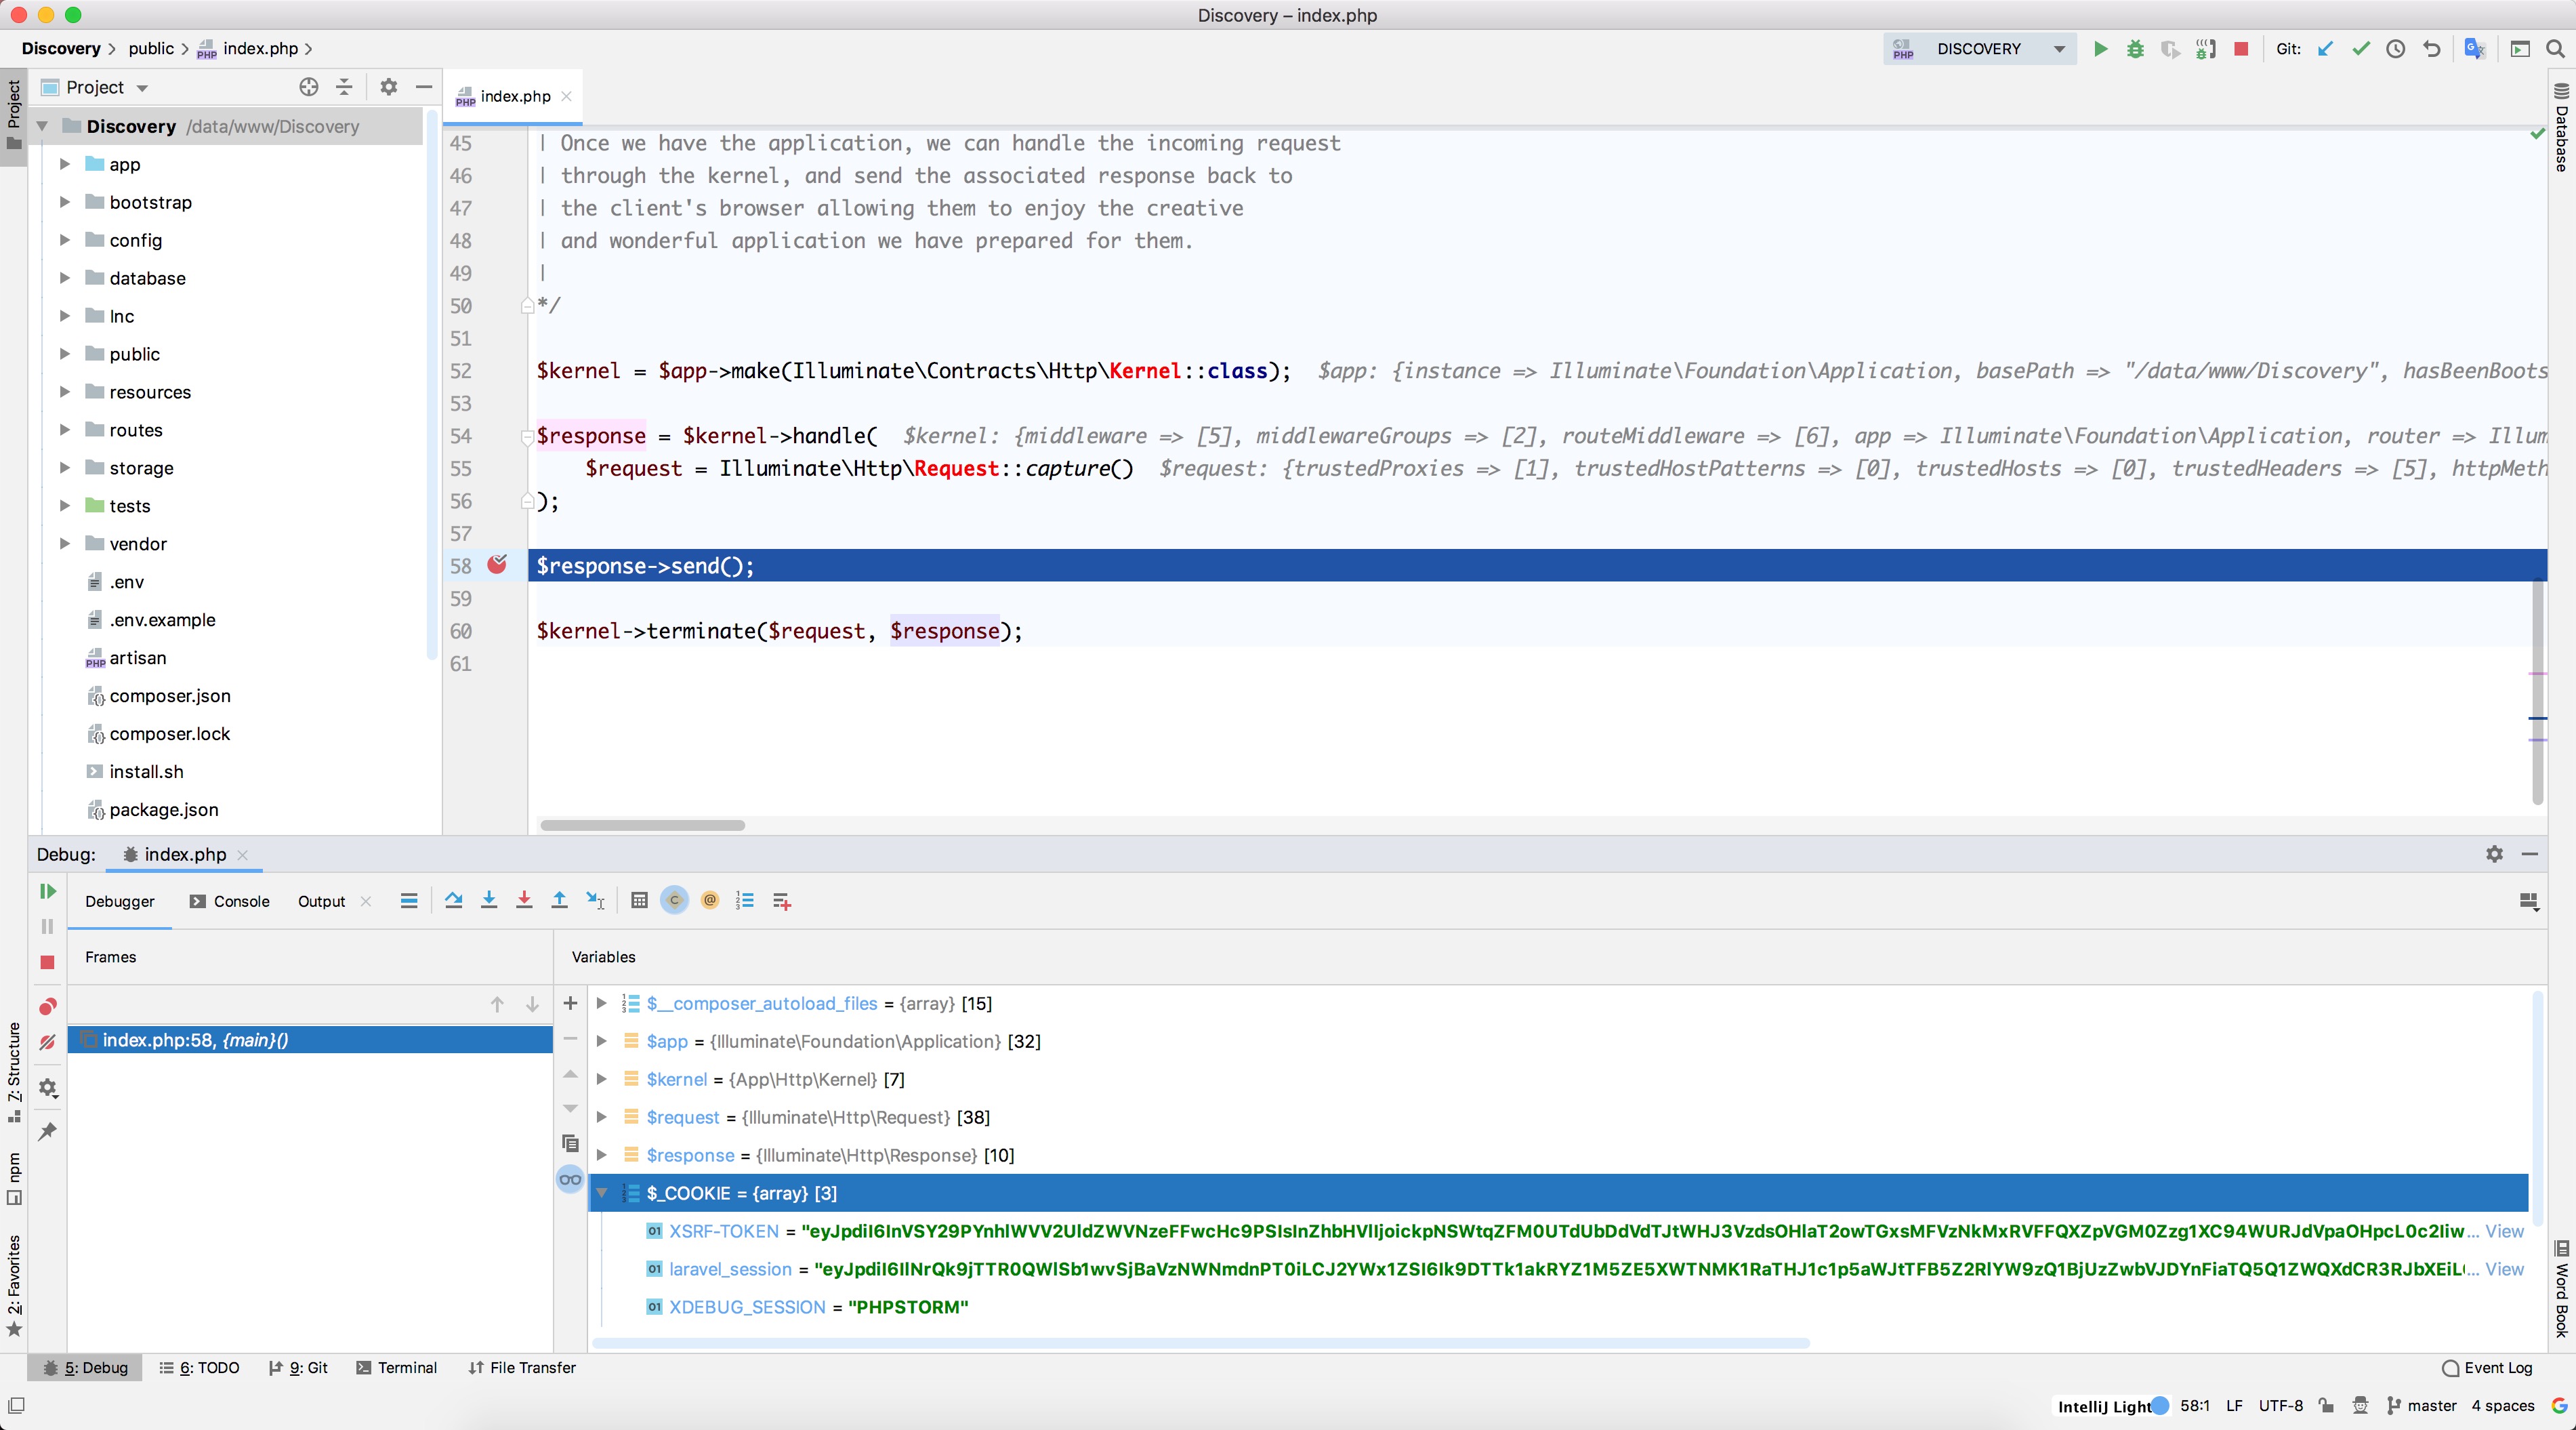 Discovery – index.php
Discovery
public
PHP
index.php
PHP
DISCOVERY
Git:
Project
Project
PHP
index.php
Database
Discovery /data/www/Discovery
app
bootstrap
config
database
lnc
public
resources
routes
storage
tests
vendor
.env
.env.example
PHP artisan
composer.json
composer.lock
install.sh
package.json
45 | Once we have the application, we can handle the incoming request
46 | through the kernel, and send the associated response back to
47 | the client's browser allowing them to enjoy the creative
48 | and wonderful application we have prepared for them.
49 |
50 */
51
52 $kernel = $app->make(Illuminate\Contracts\Http\Kernel::class); $app: {instance => Illuminate\Foundation\Application, basePath => "/data/www/Discovery", hasBeenBoots
53
54 $response = $kernel->handle( $kernel: {middleware => [5], middlewareGroups => [2], routeMiddleware => [6], app => Illuminate\Foundation\Application, router => Illum
55 $request = Illuminate\Http\Request::capture() $request: {trustedProxies => [1], trustedHostPatterns => [0], trustedHosts => [0], trustedHeaders => [5], httpMeth
56 );
57
58 $response->send();
59
60 $kernel->terminate($request, $response);
61
Debug: index.php
Debugger Console Output
Frames
Variables
index.php:58, {main}()
$__composer_autoload_files = {array} [15]
$app = {Illuminate\Foundation\Application} [32]
$kernel = {App\Http\Kernel} [7]
$request = {Illuminate\Http\Request} [38]
$response = {Illuminate\Http\Response} [10]
$_COOKIE = {array} [3]
XSRF-TOKEN = ... View
laravel_session = ... View
XDEBUG_SESSION = "PHPSTORM"
7: Structure
npm
2: Favorites
Word Book
5: Debug 6: TODO 9: Git Terminal File Transfer
Event Log
IntelliJ Light 58:1 LF UTF-8 master 4 spaces